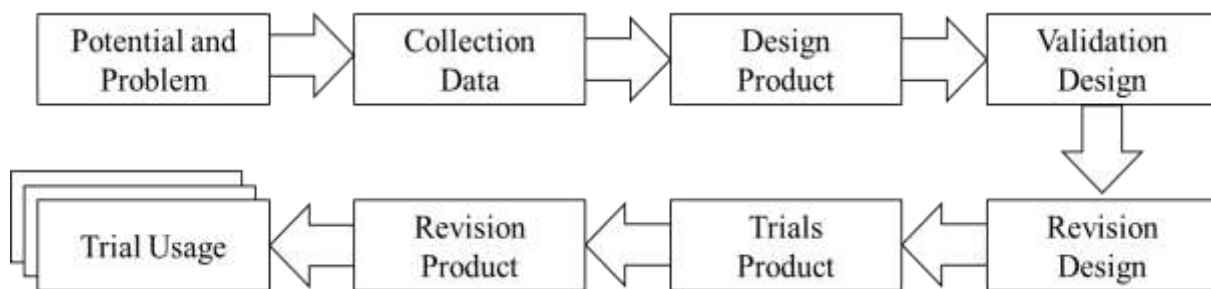 Potential and
Problem
Collection
Data
Design
Product
Validation
Design
Trial Usage
Revision
Product
Trials
Product
Revision
Design